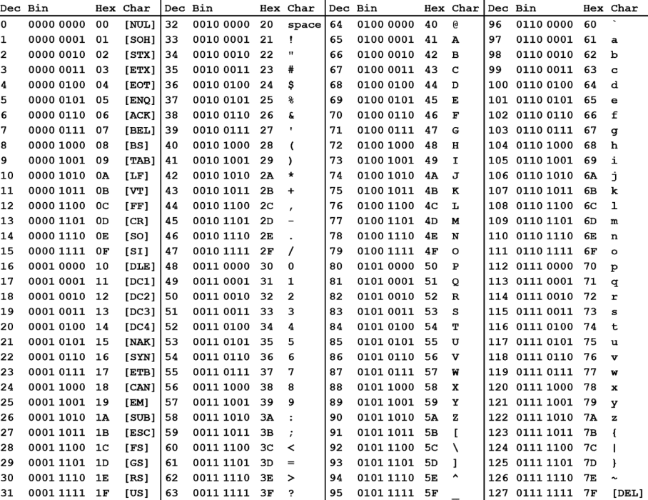 Dec Bin Hex Char Dec Bin Hex Char Dec Bin Hex Char Dec Bin Hex Char
0 0000 0000 00 [NUL] 32 0010 0000 20 space 64 0100 0000 40 @ 96 0110 0000 60 `
1 0000 0001 01 [SOH] 33 0010 0001 21 ! 65 0100 0001 41 A 97 0110 0001 61 a
2 0000 0010 02 [STX] 34 0010 0010 22 " 66 0100 0010 42 B 98 0110 0010 62 b
3 0000 0011 03 [ETX] 35 0010 0011 23 # 67 0100 0011 43 C 99 0110 0011 63 c
4 0000 0100 04 [EOT] 36 0010 0100 24 $ 68 0100 0100 44 D 100 0110 0100 64 d
5 0000 0101 05 [ENQ] 37 0010 0101 25 % 69 0100 0101 45 E 101 0110 0101 65 e
6 0000 0110 06 [ACK] 38 0010 0110 26 & 70 0100 0110 46 F 102 0110 0110 66 f
7 0000 0111 07 [BEL] 39 0010 0111 27 ' 71 0100 0111 47 G 103 0110 0111 67 g
8 0000 1000 08 [BS] 40 0010 1000 28 ( 72 0100 1000 48 H 104 0110 1000 68 h
9 0000 1001 09 [TAB] 41 0010 1001 29 ) 73 0100 1001 49 I 105 0110 1001 69 i
10 0000 1010 0A [LF] 42 0010 1010 2A * 74 0100 1010 4A J 106 0110 1010 6A j
11 0000 1011 0B [VT] 43 0010 1011 2B + 75 0100 1011 4B K 107 0110 1011 6B k
12 0000 1100 0C [FF] 44 0010 1100 2C , 76 0100 1100 4C L 108 0110 1100 6C l
13 0000 1101 0D [CR] 45 0010 1101 2D - 77 0100 1101 4D M 109 0110 1101 6D m
14 0000 1110 0E [SO] 46 0010 1110 2E . 78 0100 1110 4E N 110 0110 1110 6E n
15 0000 1111 0F [SI] 47 0010 1111 2F / 79 0100 1111 4F O 111 0110 1111 6F o
16 0001 0000 10 [DLE] 48 0011 0000 30 0 80 0101 0000 50 P 112 0111 0000 70 p
17 0001 0001 11 [DC1] 49 0011 0001 31 1 81 0101 0001 51 Q 113 0111 0001 71 q
18 0001 0010 12 [DC2] 50 0011 0010 32 2 82 0101 0010 52 R 114 0111 0010 72 r
19 0001 0011 13 [DC3] 51 0011 0011 33 3 83 0101 0011 53 S 115 0111 0011 73 s
20 0001 0100 14 [DC4] 52 0011 0100 34 4 84 0101 0100 54 T 116 0111 0100 74 t
21 0001 0101 15 [NAK] 53 0011 0101 35 5 85 0101 0101 55 U 117 0111 0101 75 u
22 0001 0110 16 [SYN] 54 0011 0110 36 6 86 0101 0110 56 V 118 0111 0110 76 v
23 0001 0111 17 [ETB] 55 0011 0111 37 7 87 0101 0111 57 W 119 0111 0111 77 w
24 0001 1000 18 [CAN] 56 0011 1000 38 8 88 0101 1000 58 X 120 0111 1000 78 x
25 0001 1001 19 [EM] 57 0011 1001 39 9 89 0101 1001 59 Y 121 0111 1001 79 y
26 0001 1010 1A [SUB] 58 0011 1010 3A : 90 0101 1010 5A Z 122 0111 1010 7A z
27 0001 1011 1B [ESC] 59 0011 1011 3B ; 91 0101 1011 5B [ 123 0111 1011 7B {
28 0001 1100 1C [FS] 60 0011 1100 3C < 92 0101 1100 5C \ 124 0111 1100 7C |
29 0001 1101 1D [GS] 61 0011 1101 3D = 93 0101 1101 5D ] 125 0111 1101 7D }
30 0001 1110 1E [RS] 62 0011 1110 3E > 94 0101 1110 5E ^ 126 0111 1110 7E ~
31 0001 1111 1F [US] 63 0011 1111 3F ? 95 0101 1111 5F _ 127 0111 1111 7F [DEL]